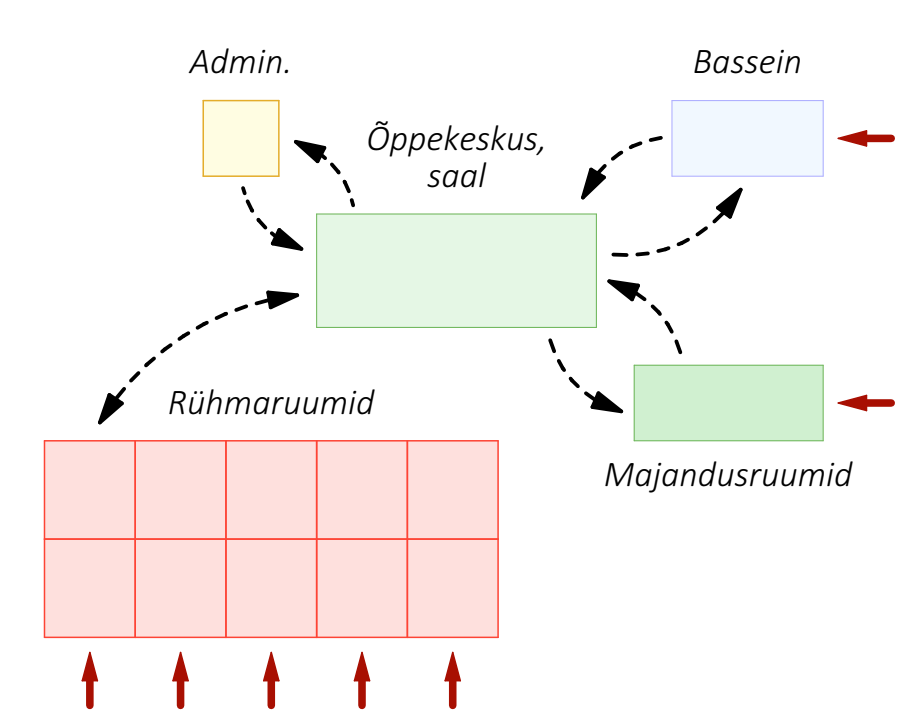 Admin.
Bassein
Õppekeskus,
saal
Rühmaruumid
Majandusruumid